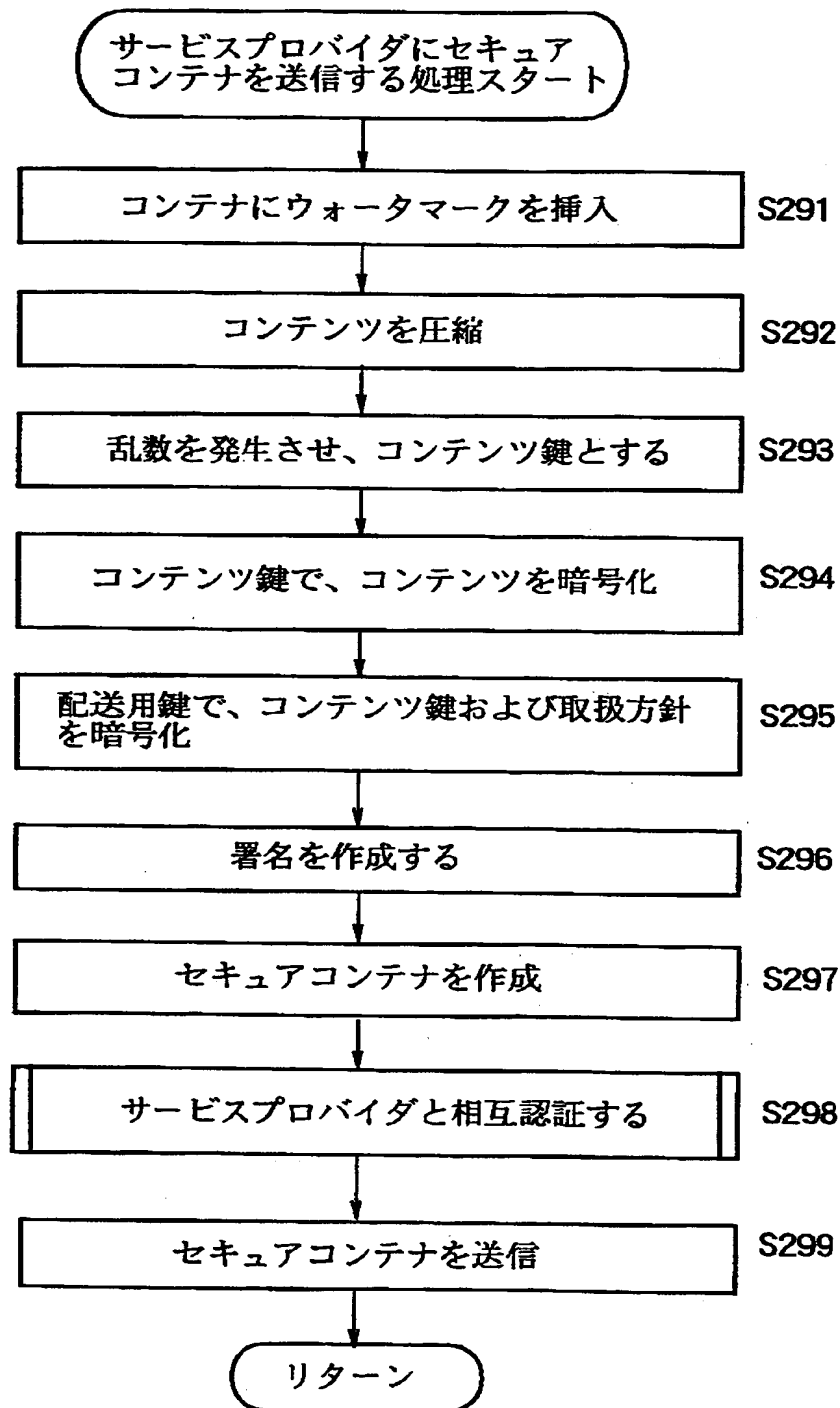 サービスプロバイダにセキュア
コンテナを送信する処理スタート
コンテナにウォータマークを挿入
S291
コンテンツを圧縮
S292
乱数を発生させ、コンテンツ鍵とする
S293
コンテンツ鍵で、コンテンツを暗号化
S294
配送用鍵で、コンテンツ鍵および取扱方針
を暗号化
S295
署名を作成する
S296
セキュアコンテナを作成
S297
サービスプロバイダと相互認証する
S298
セキュアコンテナを送信
S299
リターン